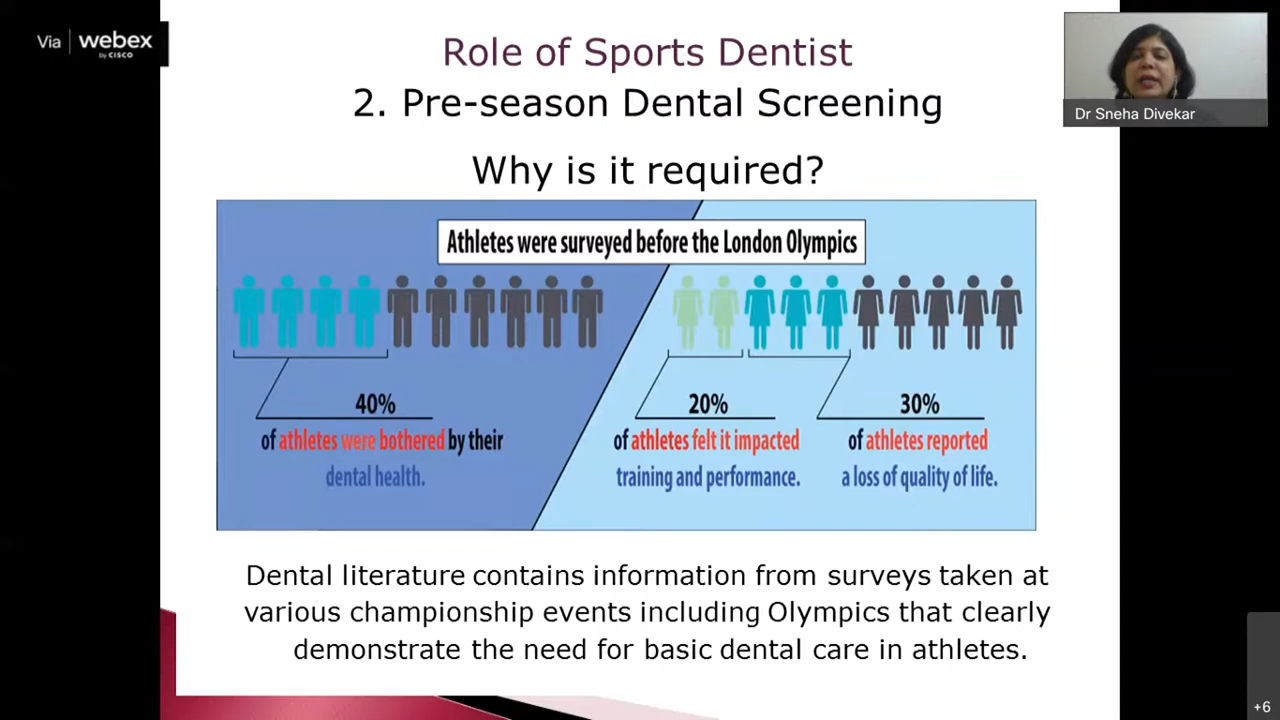 Via webex
by CISCO
Role of Sports Dentist
2. Pre-season Dental Screening
Dr Sneha Divekar
Why is it required?
Athletes were surveyed before the London Olympics
40%
of athletes were bothered by their
dental health.
20%
of athletes felt it impacted
training and performance.
30%
of athletes reported
a loss of quality of life.
Dental literature contains information from surveys taken at
various championship events including Olympics that clearly
demonstrate the need for basic dental care in athletes.
+6